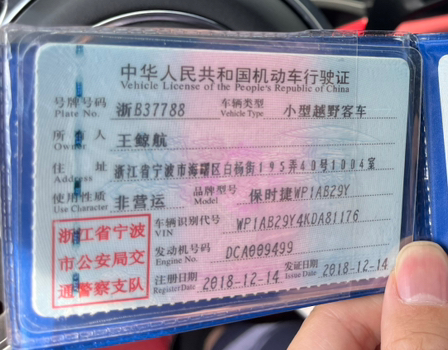 中华人民共和国机动车行驶证
Vehicle License of the People's Republic of China
号牌号码 浙B37788 车辆类型 小型越野客车
Plate No. Vehicle Type
所有人 王鲸航
Owner
住址 浙江省宁波市海曙区白杨街195弄40号1004室
Address
使用性质 非营运 品牌型号 保时捷WP1AB29Y
Use Character Model
车辆识别代号 WP1AB29Y4KDA81176
VIN
发动机号码 DCA009499
Engine No.
注册日期 2018-12-14 发证日期 2018-12-14
Register Date Issue Date
浙江省宁波
市公安局交
通警察支队